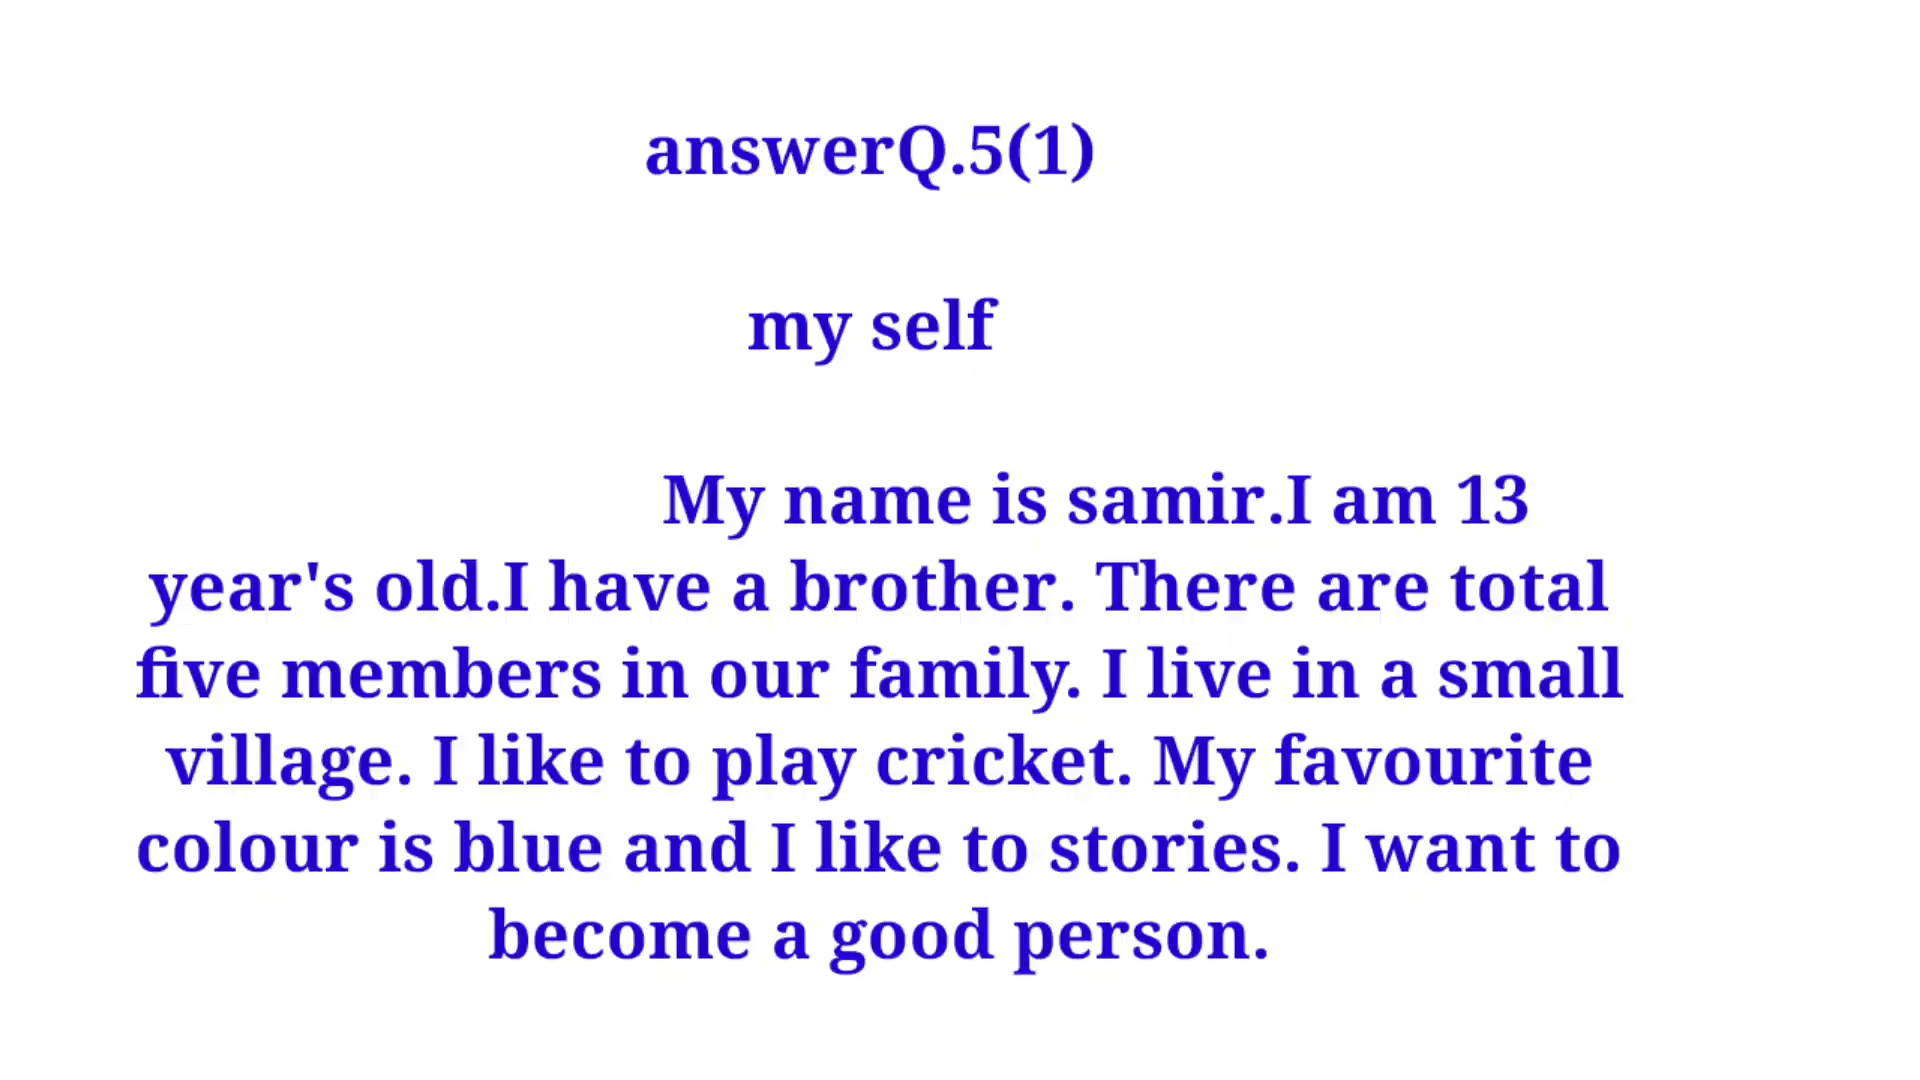 answerQ.5(1)
my self
My name is samir.I am 13
year's old.I have a brother. There are total
five members in our family. I live in a small
village. I like to play cricket. My favourite
colour is blue and I like to stories. I want to
become a good person.